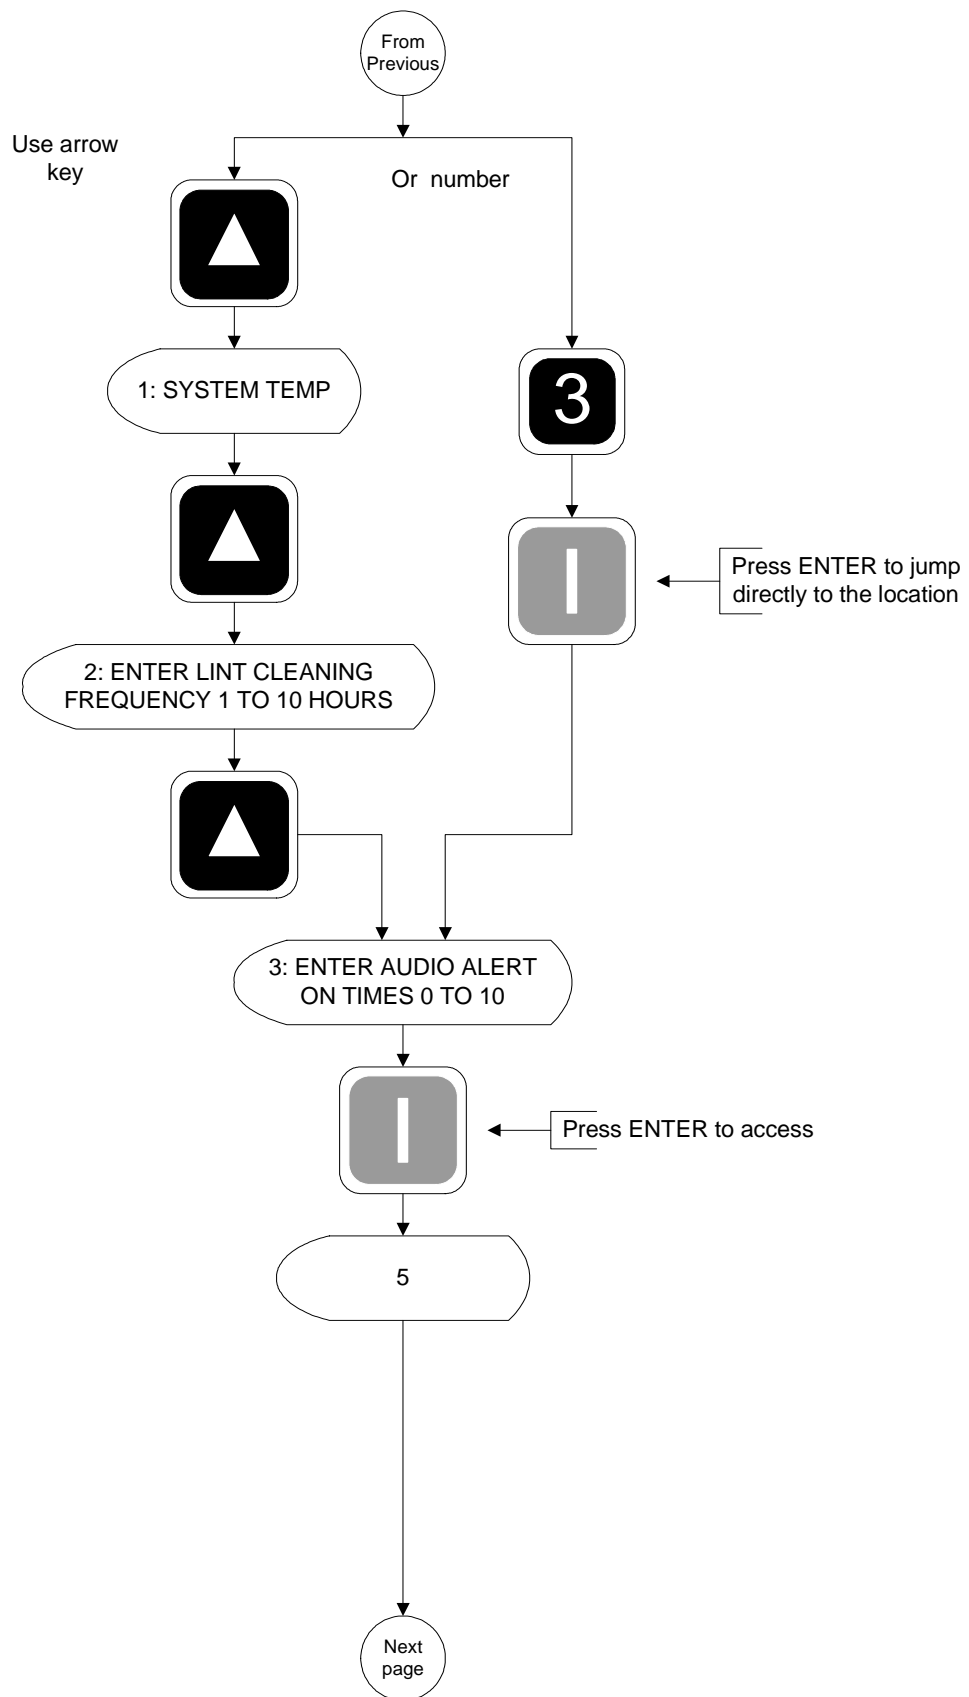 From
Previous
Use arrow
key
Or number
1: SYSTEM TEMP
3
Press ENTER to jump
directly to the location
2: ENTER LINT CLEANING
FREQUENCY 1 TO 10 HOURS
3: ENTER AUDIO ALERT
ON TIMES 0 TO 10
Press ENTER to access
5
Next
page